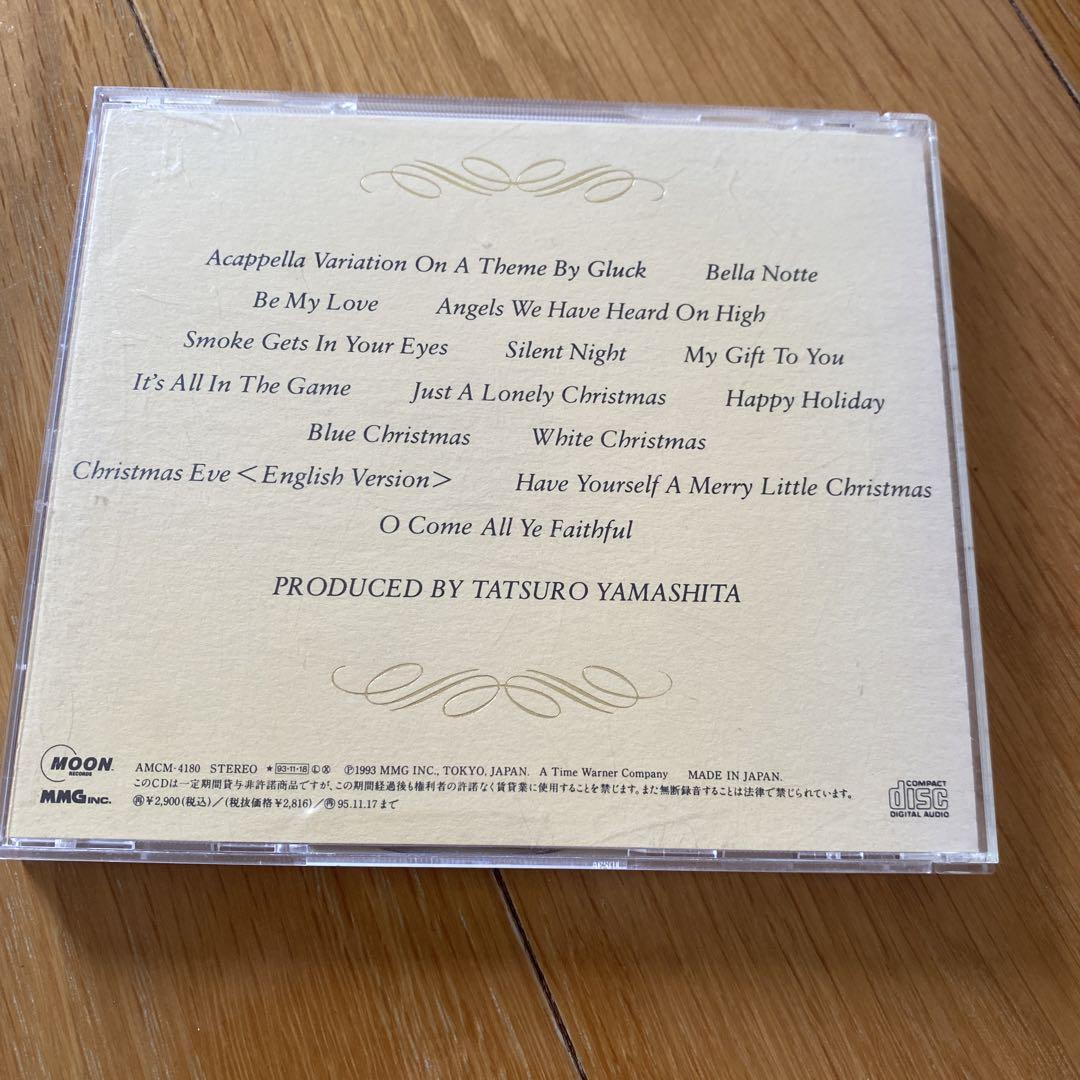 Acappella Variation On A Theme By Gluck Bella Notte
Be My Love Angels We Have Heard On High
Smoke Gets In Your Eyes Silent Night My Gift To You
It's All In The Game Just A Lonely Christmas Happy Holiday
Blue Christmas White Christmas
Christmas Eve <English Version> Have Yourself A Merry Little Christmas
O Come All Ye Faithful
PRODUCED BY TATSURO YAMASHITA
MOON RECORDS
AMCM-4180 STEREO ★ 93・11・18 Ⓛ Ⓧ ℗1993 MMG INC., TOKYO, JAPAN. A Time Warner Company MADE IN JAPAN.
このCDは一定期間貸与非許諾商品ですが、この期間経過後も権利者の許諾なく賃貸業に使用することを禁じます。また無断録音することは法律で禁じられています。
MMG INC.
㋬¥2,900(税込)/(税抜価格¥2,816)/㋬95.11.17まで
COMPACT disc DIGITAL AUDIO